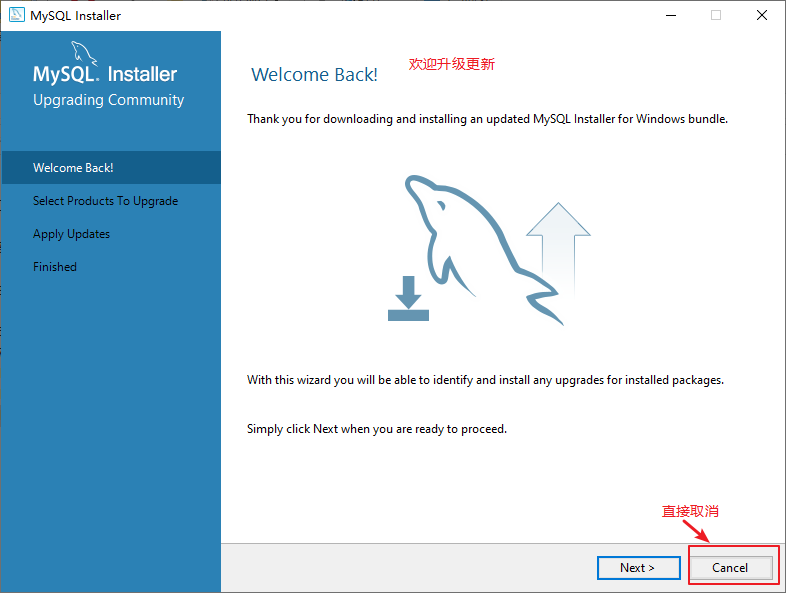 MySQL Installer
MySQL. Installer
Upgrading Community
Welcome Back!
Select Products To Upgrade
Apply Updates
Finished
Welcome Back!
欢迎升级更新
Thank you for downloading and installing an updated MySQL Installer for Windows bundle.
With this wizard you will be able to identify and install any upgrades for installed packages.
Simply click Next when you are ready to proceed.
直接取消
Next >
Cancel